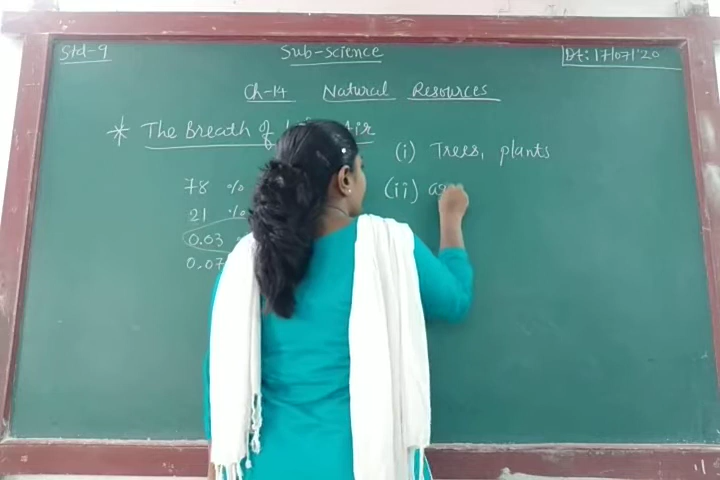 Std-9
Sub-science
Dt: 17/07/'20
Ch-14 Natural Resources
* The Breath of Air
(i) Trees, plants
78 %
(ii)
21 %
0.03
0.07